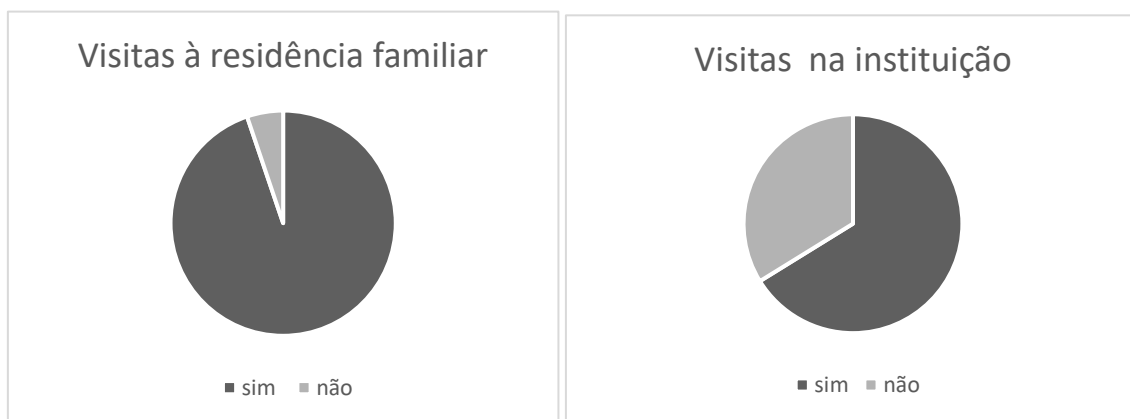 Visitas à residência familiar
sim não
Visitas na instituição
sim não